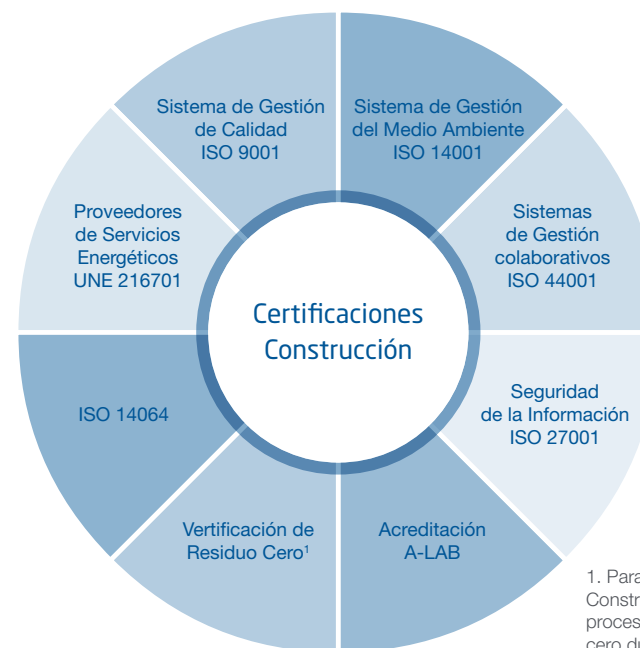 Sistema de Gestión
de Calidad
ISO 9001
Sistema de Gestión
del Medio Ambiente
ISO 14001
Sistemas
de Gestión
colaborativos
ISO 44001
Seguridad
de la Información
ISO 27001
Acreditación
A-LAB
Vertificación de
Residuo Cero¹
ISO 14064
Proveedores
de Servicios
Energéticos
UNE 216701
Certificaciones
Construcción
1. Para
Constr
proces
cero du